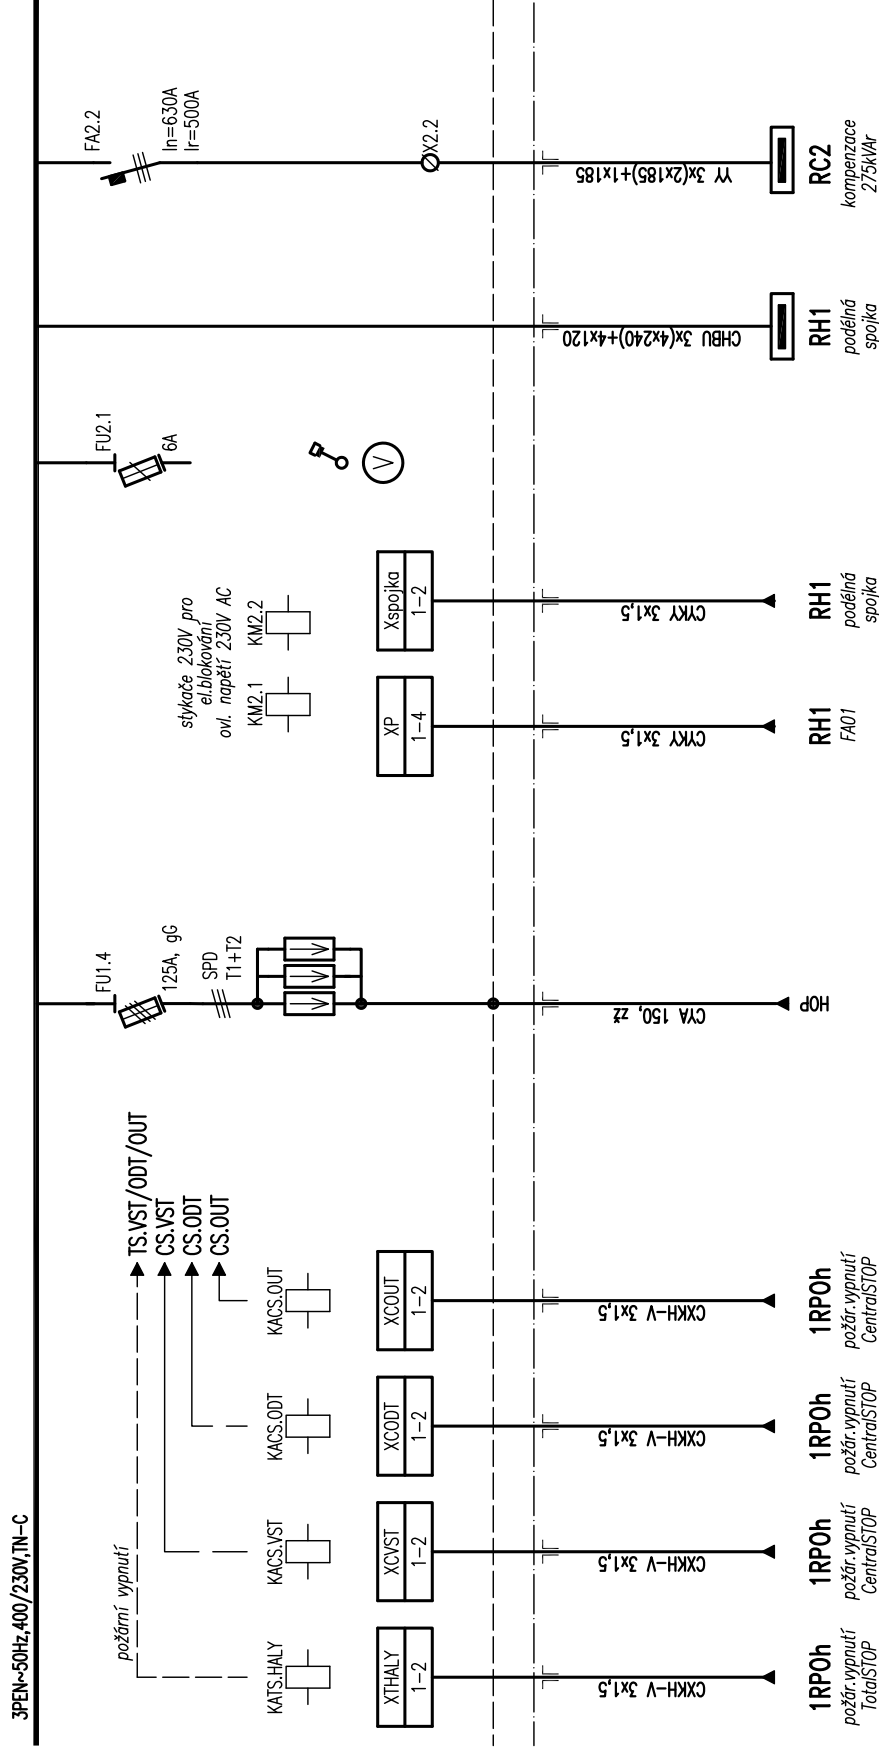 3PEN~50Hz,400/230V,TN-C
požární vypnutí
TS.VST/ODT/OUT
CS.VST
CS.ODT
CS.OUT
KATS.HALY
KACS.VST
KACS.ODT
KACS.OUT
XTHALY
1-2
XCVST
1-2
XCODT
1-2
XCOUT
1-2
CXKH-V 3x1,5
CXKH-V 3x1,5
CXKH-V 3x1,5
CXKH-V 3x1,5
1RPOh
požár.vypnutí
TotalSTOP
1RPOh
požár.vypnutí
CentralSTOP
1RPOh
požár.vypnutí
CentralSTOP
1RPOh
požár.vypnutí
CentralSTOP
FU1.4
125A, gG
SPD
T1+T2
CYA 150, zž
HOP
stykače 230V pro
el.blokování
ovl. napětí 230V AC
KM2.1
KM2.2
XP
1-4
Xspojka
1-2
CYKY 3x1,5
CYKY 3x1,5
RH1
FA01
RH1
podélná
spojka
FU2.1
6A
V
CHBU 3x(4x240)+4x120
RH1
podélná
spojka
FA2.2
In=630A
Ir=500A
X2.2
YY 3x(2x185)+1x185
RC2
kompenzace
275kVAr